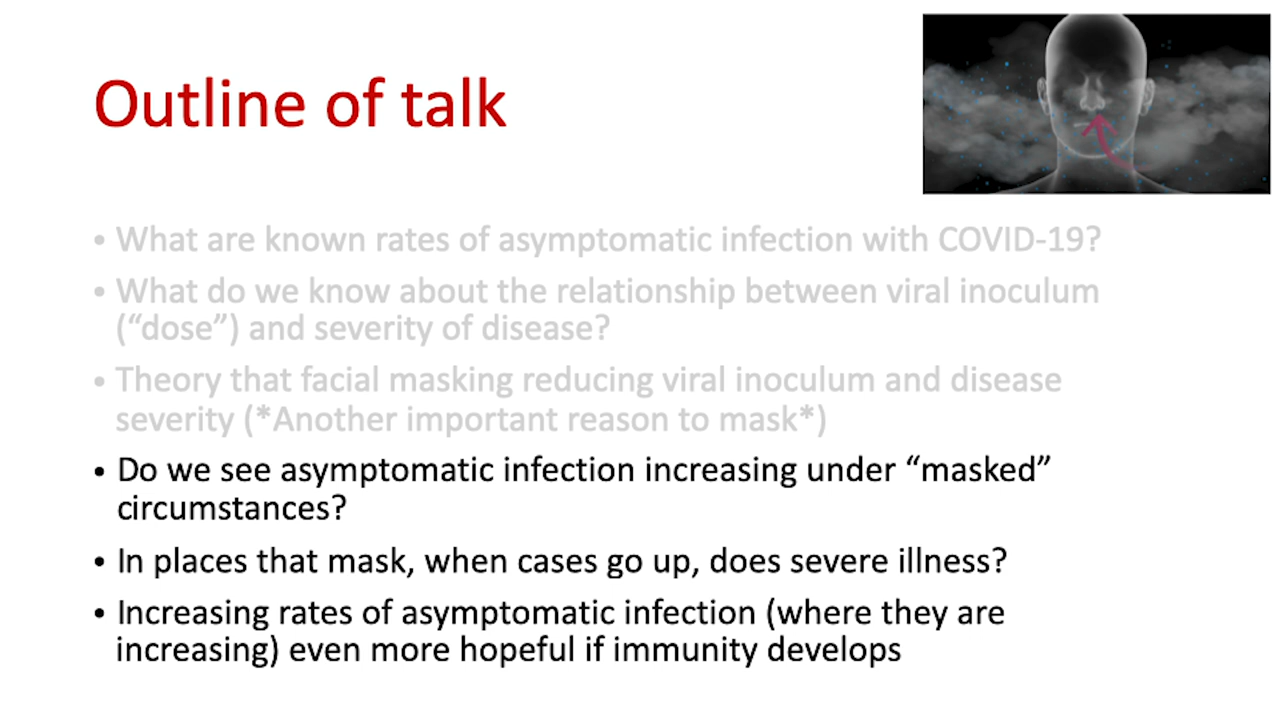 Outline of talk
• What are known rates of asymptomatic infection with COVID-19?
• What do we know about the relationship between viral inoculum
(“dose”) and severity of disease?
• Theory that facial masking reducing viral inoculum and disease
severity (*Another important reason to mask*)
• Do we see asymptomatic infection increasing under “masked”
circumstances?
• In places that mask, when cases go up, does severe illness?
• Increasing rates of asymptomatic infection (where they are
increasing) even more hopeful if immunity develops